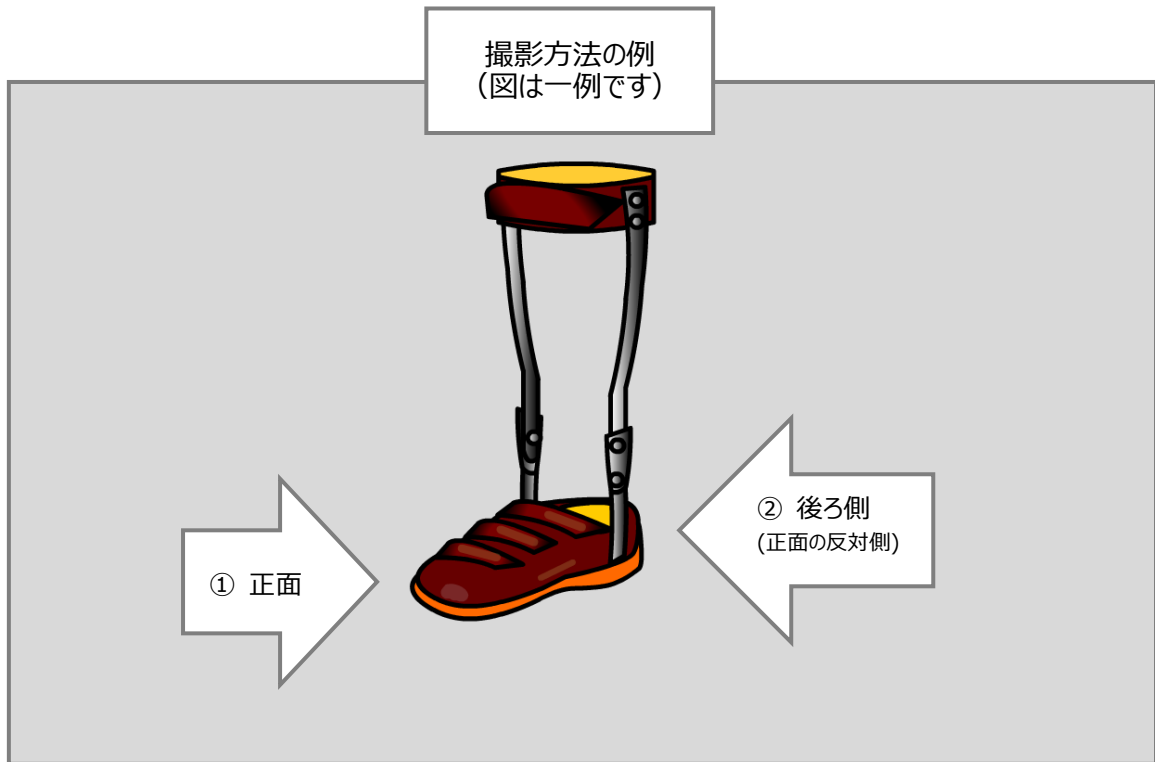 撮影方法の例
（図は一例です）
① 正面
② 後ろ側
(正面の反対側)